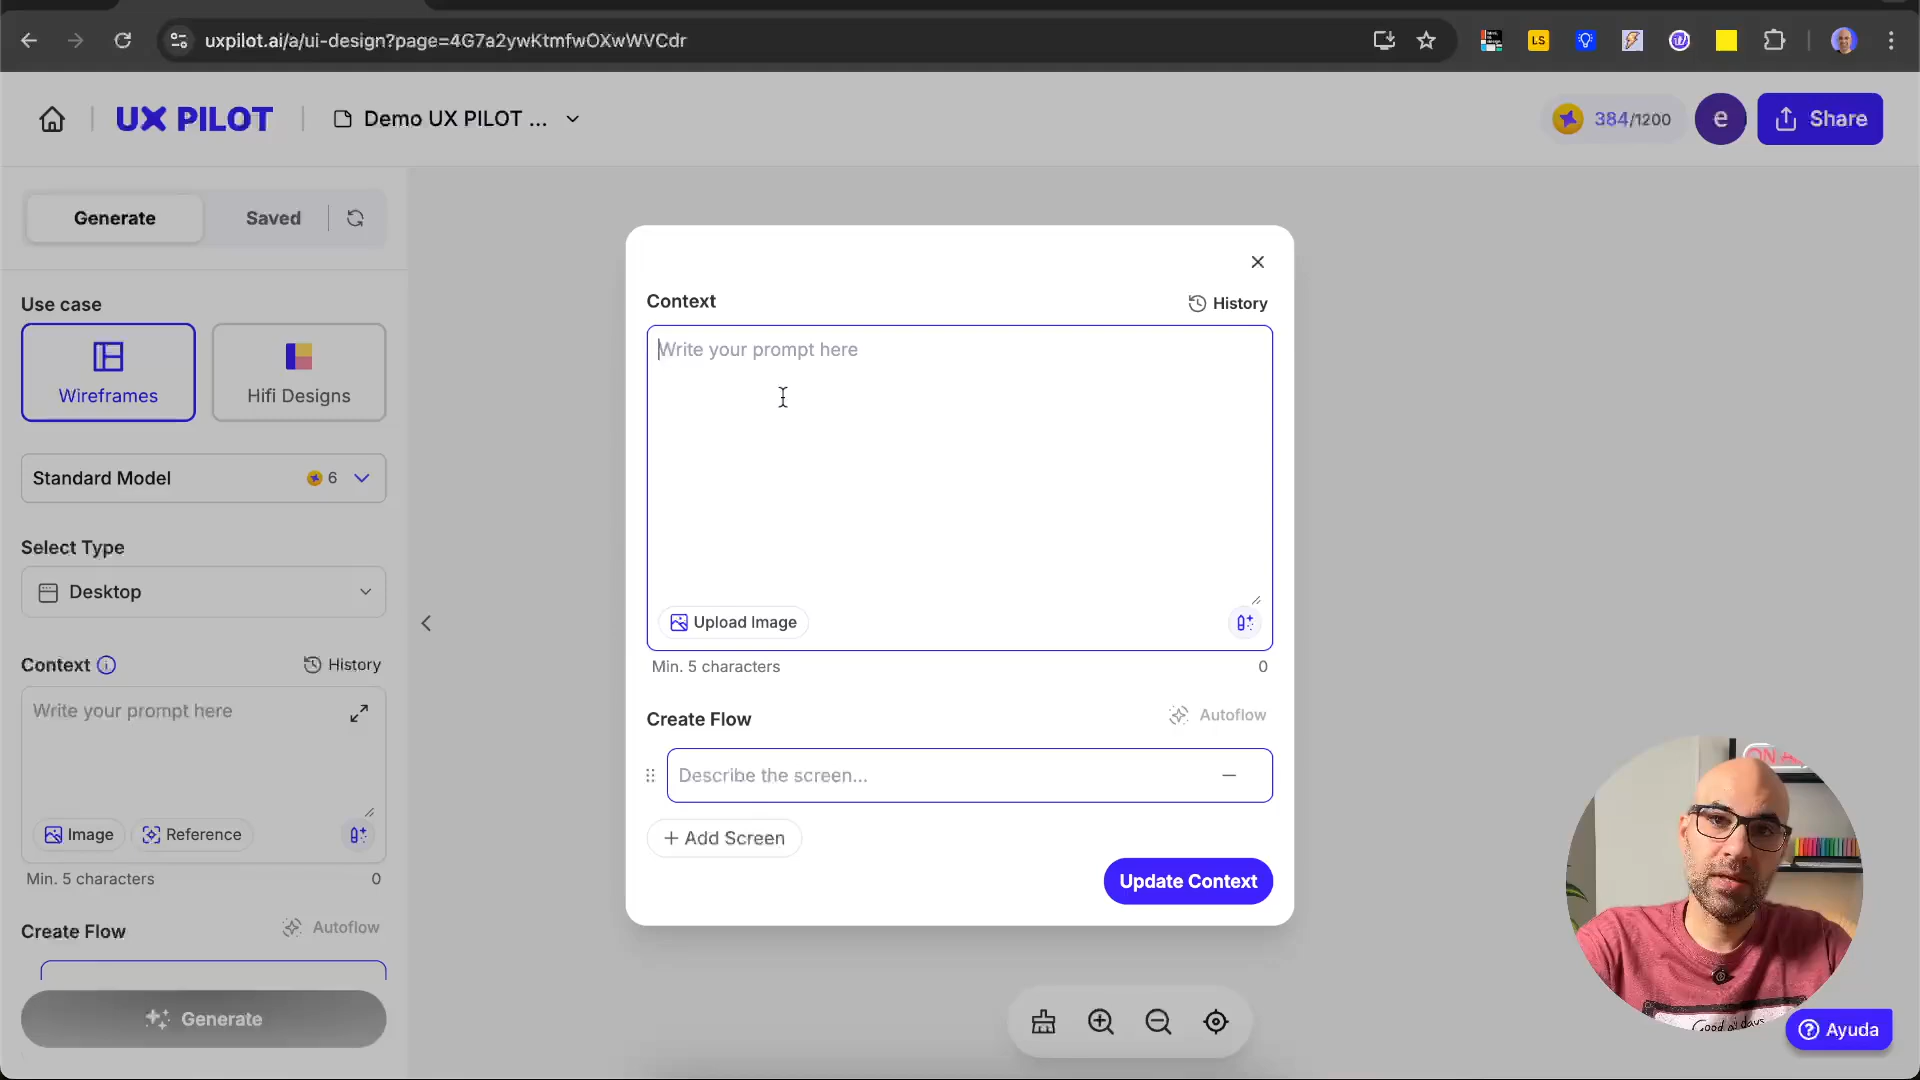 uxpilot.ai/a/ui-design?page=4G7a2ywKtmfwOXwWVCdr
LS
UX PILOT
Demo UX PILOT ...
384/1200
e
Share
Generate
Saved
Use case
Wireframes
Hifi Designs
Standard Model
6
Select Type
Desktop
Context
History
Write your prompt here
Image
Reference
Min. 5 characters
0
Create Flow
Autoflow
Generate
Context
History
Write your prompt here
Upload Image
Min. 5 characters
0
Create Flow
Autoflow
Describe the screen...
+ Add Screen
Update Context
ON A
Ayuda